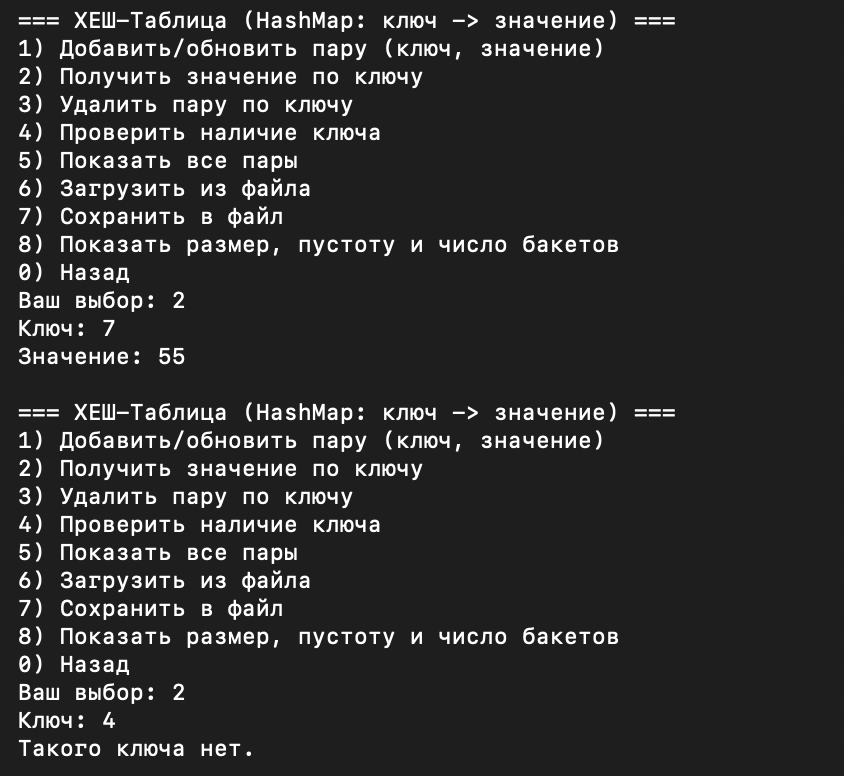 === ХЕШ-Таблица (HashMap: ключ -> значение) ===
1) Добавить/обновить пару (ключ, значение)
2) Получить значение по ключу
3) Удалить пару по ключу
4) Проверить наличие ключа
5) Показать все пары
6) Загрузить из файла
7) Сохранить в файл
8) Показать размер, пустоту и число бакетов
0) Назад
Ваш выбор: 2
Ключ: 7
Значение: 55
=== ХЕШ-Таблица (HashMap: ключ -> значение) ===
1) Добавить/обновить пару (ключ, значение)
2) Получить значение по ключу
3) Удалить пару по ключу
4) Проверить наличие ключа
5) Показать все пары
6) Загрузить из файла
7) Сохранить в файл
8) Показать размер, пустоту и число бакетов
0) Назад
Ваш выбор: 2
Ключ: 4
Такого ключа нет.